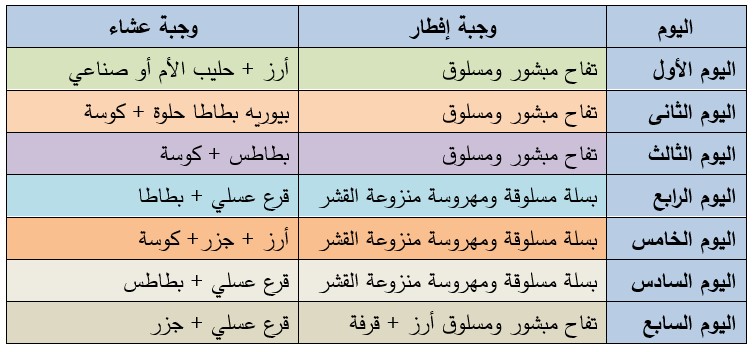 اليوم وجبة إفطار وجبة عشاء
اليوم الأول تفاح مبشور ومسلوق أرز + حليب الأم أو صناعي
اليوم الثانى تفاح مبشور ومسلوق بيوريه بطاطا حلوة + كوسة
اليوم الثالث تفاح مبشور ومسلوق بطاطس + كوسة
اليوم الرابع بسلة مسلوقة ومهروسة منزوعة القشر قرع عسلي + بطاطا
اليوم الخامس بسلة مسلوقة ومهروسة منزوعة القشر أرز + جزر+ كوسة
اليوم السادس بسلة مسلوقة ومهروسة منزوعة القشر قرع عسلي + بطاطس
اليوم السابع تفاح مبشور ومسلوق أرز + قرفة قرع عسلي + جزر